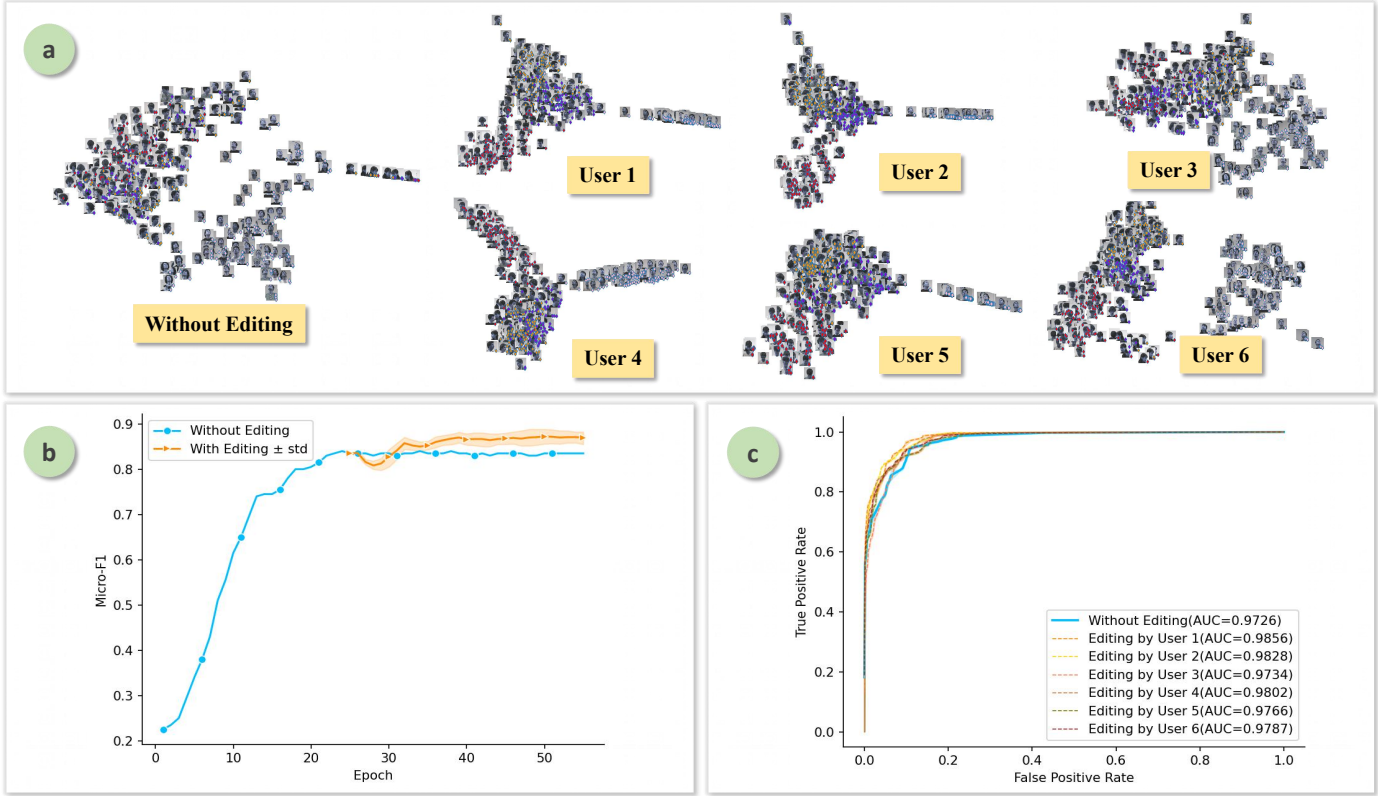 a
Without Editing
User 1
User 2
User 3
User 4
User 5
User 6
b
Without Editing
With Editing ± std
0.9
0.8
0.7
0.6
0.5
0.4
0.3
0.2
Micro-F1
0
10
20
30
40
50
Epoch
c
1.0
0.8
0.6
0.4
0.2
0.0
True Positive Rate
Without Editing(AUC=0.9726)
Editing by User 1(AUC=0.9856)
Editing by User 2(AUC=0.9828)
Editing by User 3(AUC=0.9734)
Editing by User 4(AUC=0.9802)
Editing by User 5(AUC=0.9766)
Editing by User 6(AUC=0.9787)
0.0
0.2
0.4
0.6
0.8
1.0
False Positive Rate